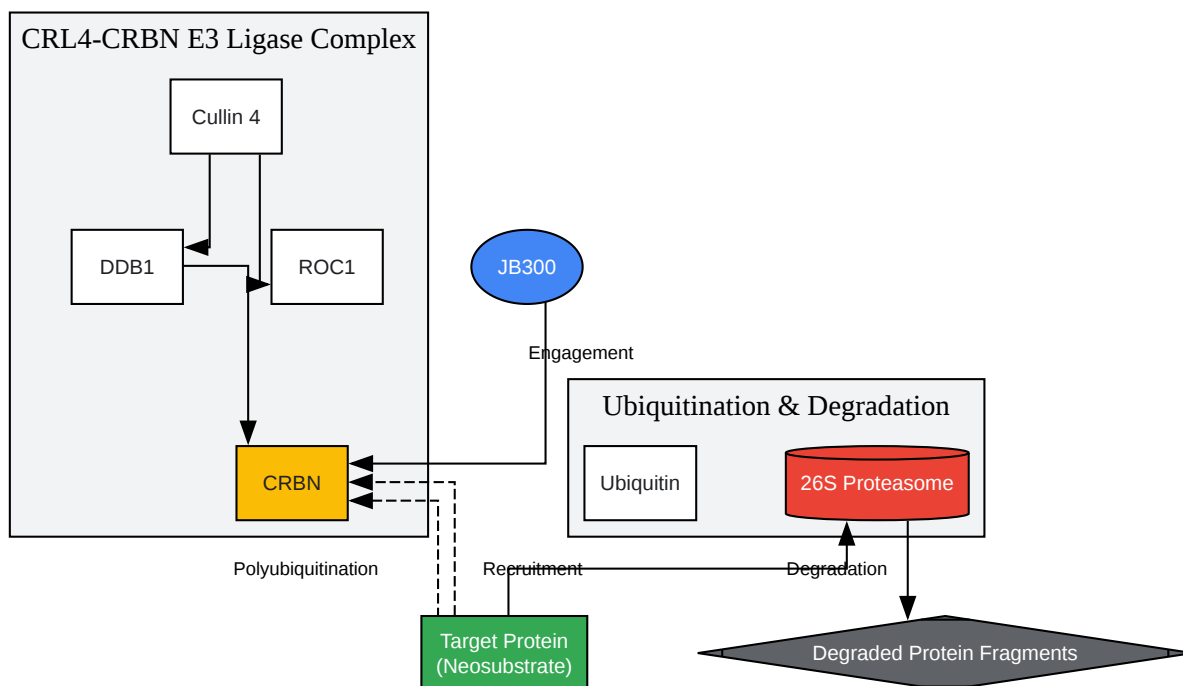 CRL4-CRBN E3 Ligase Complex
Cullin 4
DDB1
ROC1
JB300
Engagement
Ubiquitination & Degradation
CRBN
Ubiquitin
26S Proteasome
Polyubiquitination
Recruitment
Degradation
Target Protein
(Neosubstrate)
Degraded Protein Fragments